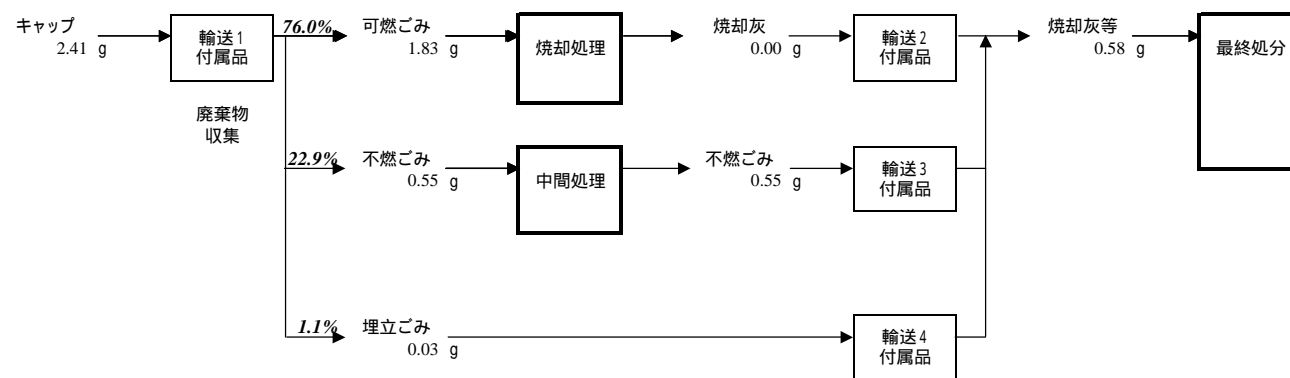 キャップ
2.41 g
輸送1
付属品
廃棄物
収集
76.0%
可燃ごみ
1.83 g
焼却処理
焼却灰
0.00 g
輸送2
付属品
焼却灰等
0.58 g
最終処分
22.9%
不燃ごみ
0.55 g
中間処理
不燃ごみ
0.55 g
輸送3
付属品
1.1%
埋立ごみ
0.03 g
輸送4
付属品